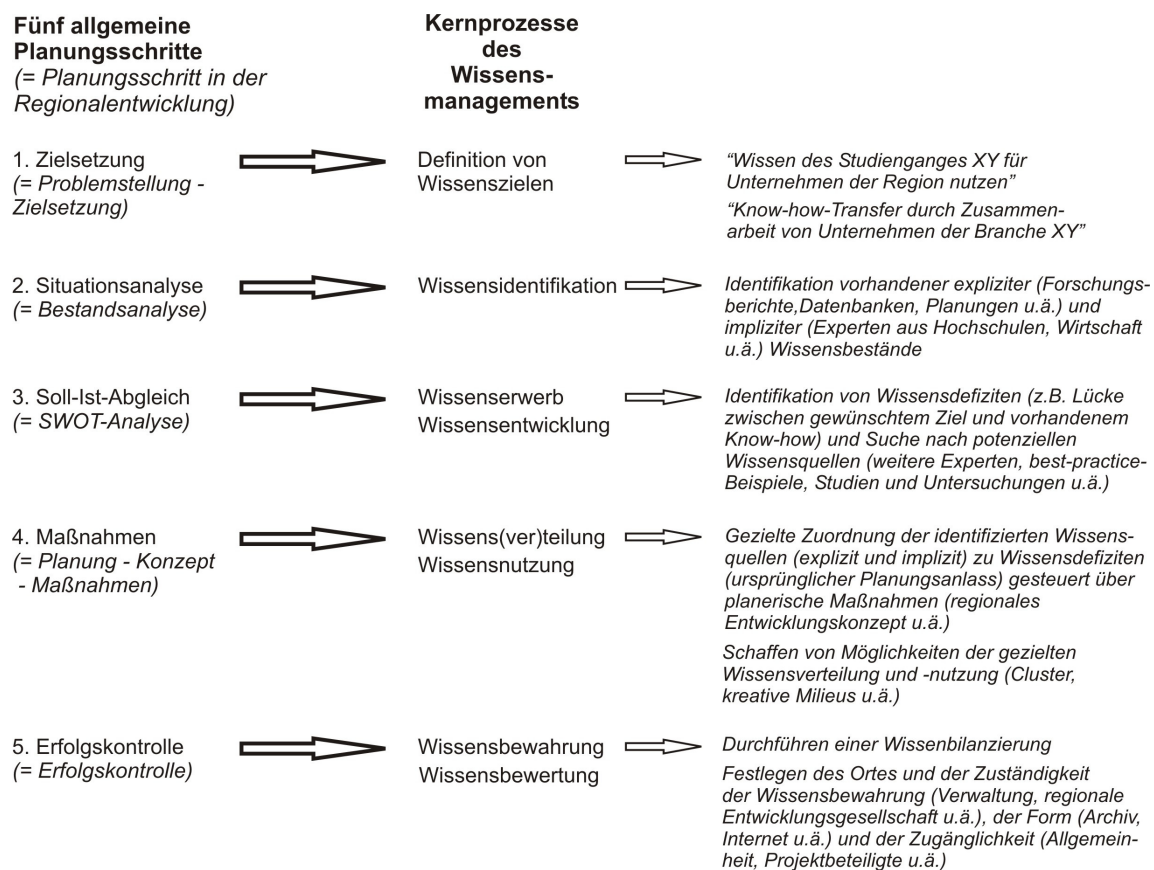 Fünf allgemeine
Planungsschritte
(= Planungsschritt in der
Regionalentwicklung)
Kernprozesse
des
Wissens-
managements
1. Zielsetzung
(= Problemstellung -
Zielsetzung)
Definition von
Wissenszielen
“Wissen des Studienganges XY für
Unternehmen der Region nutzen”
“Know-how-Transfer durch Zusammen-
arbeit von Unternehmen der Branche XY”
2. Situationsanalyse
(= Bestandsanalyse)
Wissensidentifikation
Identifikation vorhandener expliziter (Forschungs-
berichte,Datenbanken, Planungen u.ä.) und
impliziter (Experten aus Hochschulen, Wirtschaft
u.ä.) Wissensbestände
3. Soll-Ist-Abgleich
(= SWOT-Analyse)
Wissenserwerb
Wissensentwicklung
Identifikation von Wissensdefiziten (z.B. Lücke
zwischen gewünschtem Ziel und vorhandenem
Know-how) und Suche nach potenziellen
Wissensquellen (weitere Experten, best-practice-
Beispiele, Studien und Untersuchungen u.ä.)
4. Maßnahmen
(= Planung - Konzept
- Maßnahmen)
Wissens(ver)teilung
Wissensnutzung
Gezielte Zuordnung der identifizierten Wissens-
quellen (explizit und implizit) zu Wissensdefiziten
(ursprünglicher Planungsanlass) gesteuert über
planerische Maßnahmen (regionales
Entwicklungskonzept u.ä.)
Schaffen von Möglichkeiten der gezielten
Wissensverteilung und -nutzung (Cluster,
kreative Milieus u.ä.)
5. Erfolgskontrolle
(= Erfolgskontrolle)
Wissensbewahrung
Wissensbewertung
Durchführen einer Wissenbilanzierung
Festlegen des Ortes und der Zuständigkeit
der Wissensbewahrung (Verwaltung, regionale
Entwicklungsgesellschaft u.ä.), der Form (Archiv,
Internet u.ä.) und der Zugänglichkeit (Allgemein-
heit, Projektbeteiligte u.ä.)